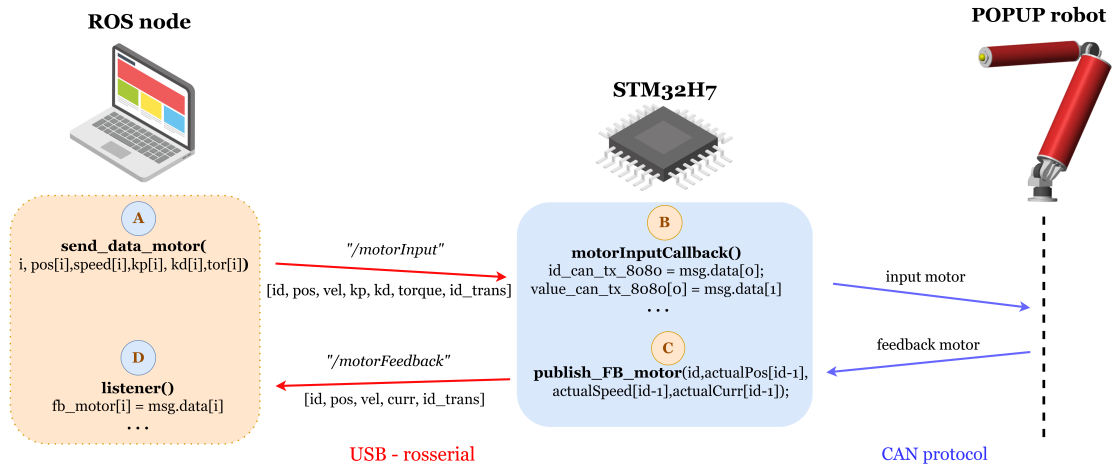 ROS node
STM32H7
POPUP robot
A
send_data_motor(
i, pos[i],speed[i],kp[i], kd[i],tor[i])
"/motorInput"
[id, pos, vel, kp, kd, torque, id_trans]
B
motorInputCallback()
id_can_tx_8080 = msg.data[0];
value_can_tx_8080[0] = msg.data[1]
...
input motor
feedback motor
C
publish_FB_motor(id,actualPos[id-1],
actualSpeed[id-1],actualCurr[id-1]);
"/motorFeedback"
[id, pos, vel, curr, id_trans]
D
listener()
fb_motor[i] = msg.data[i]
...
USB - rosserial
CAN protocol